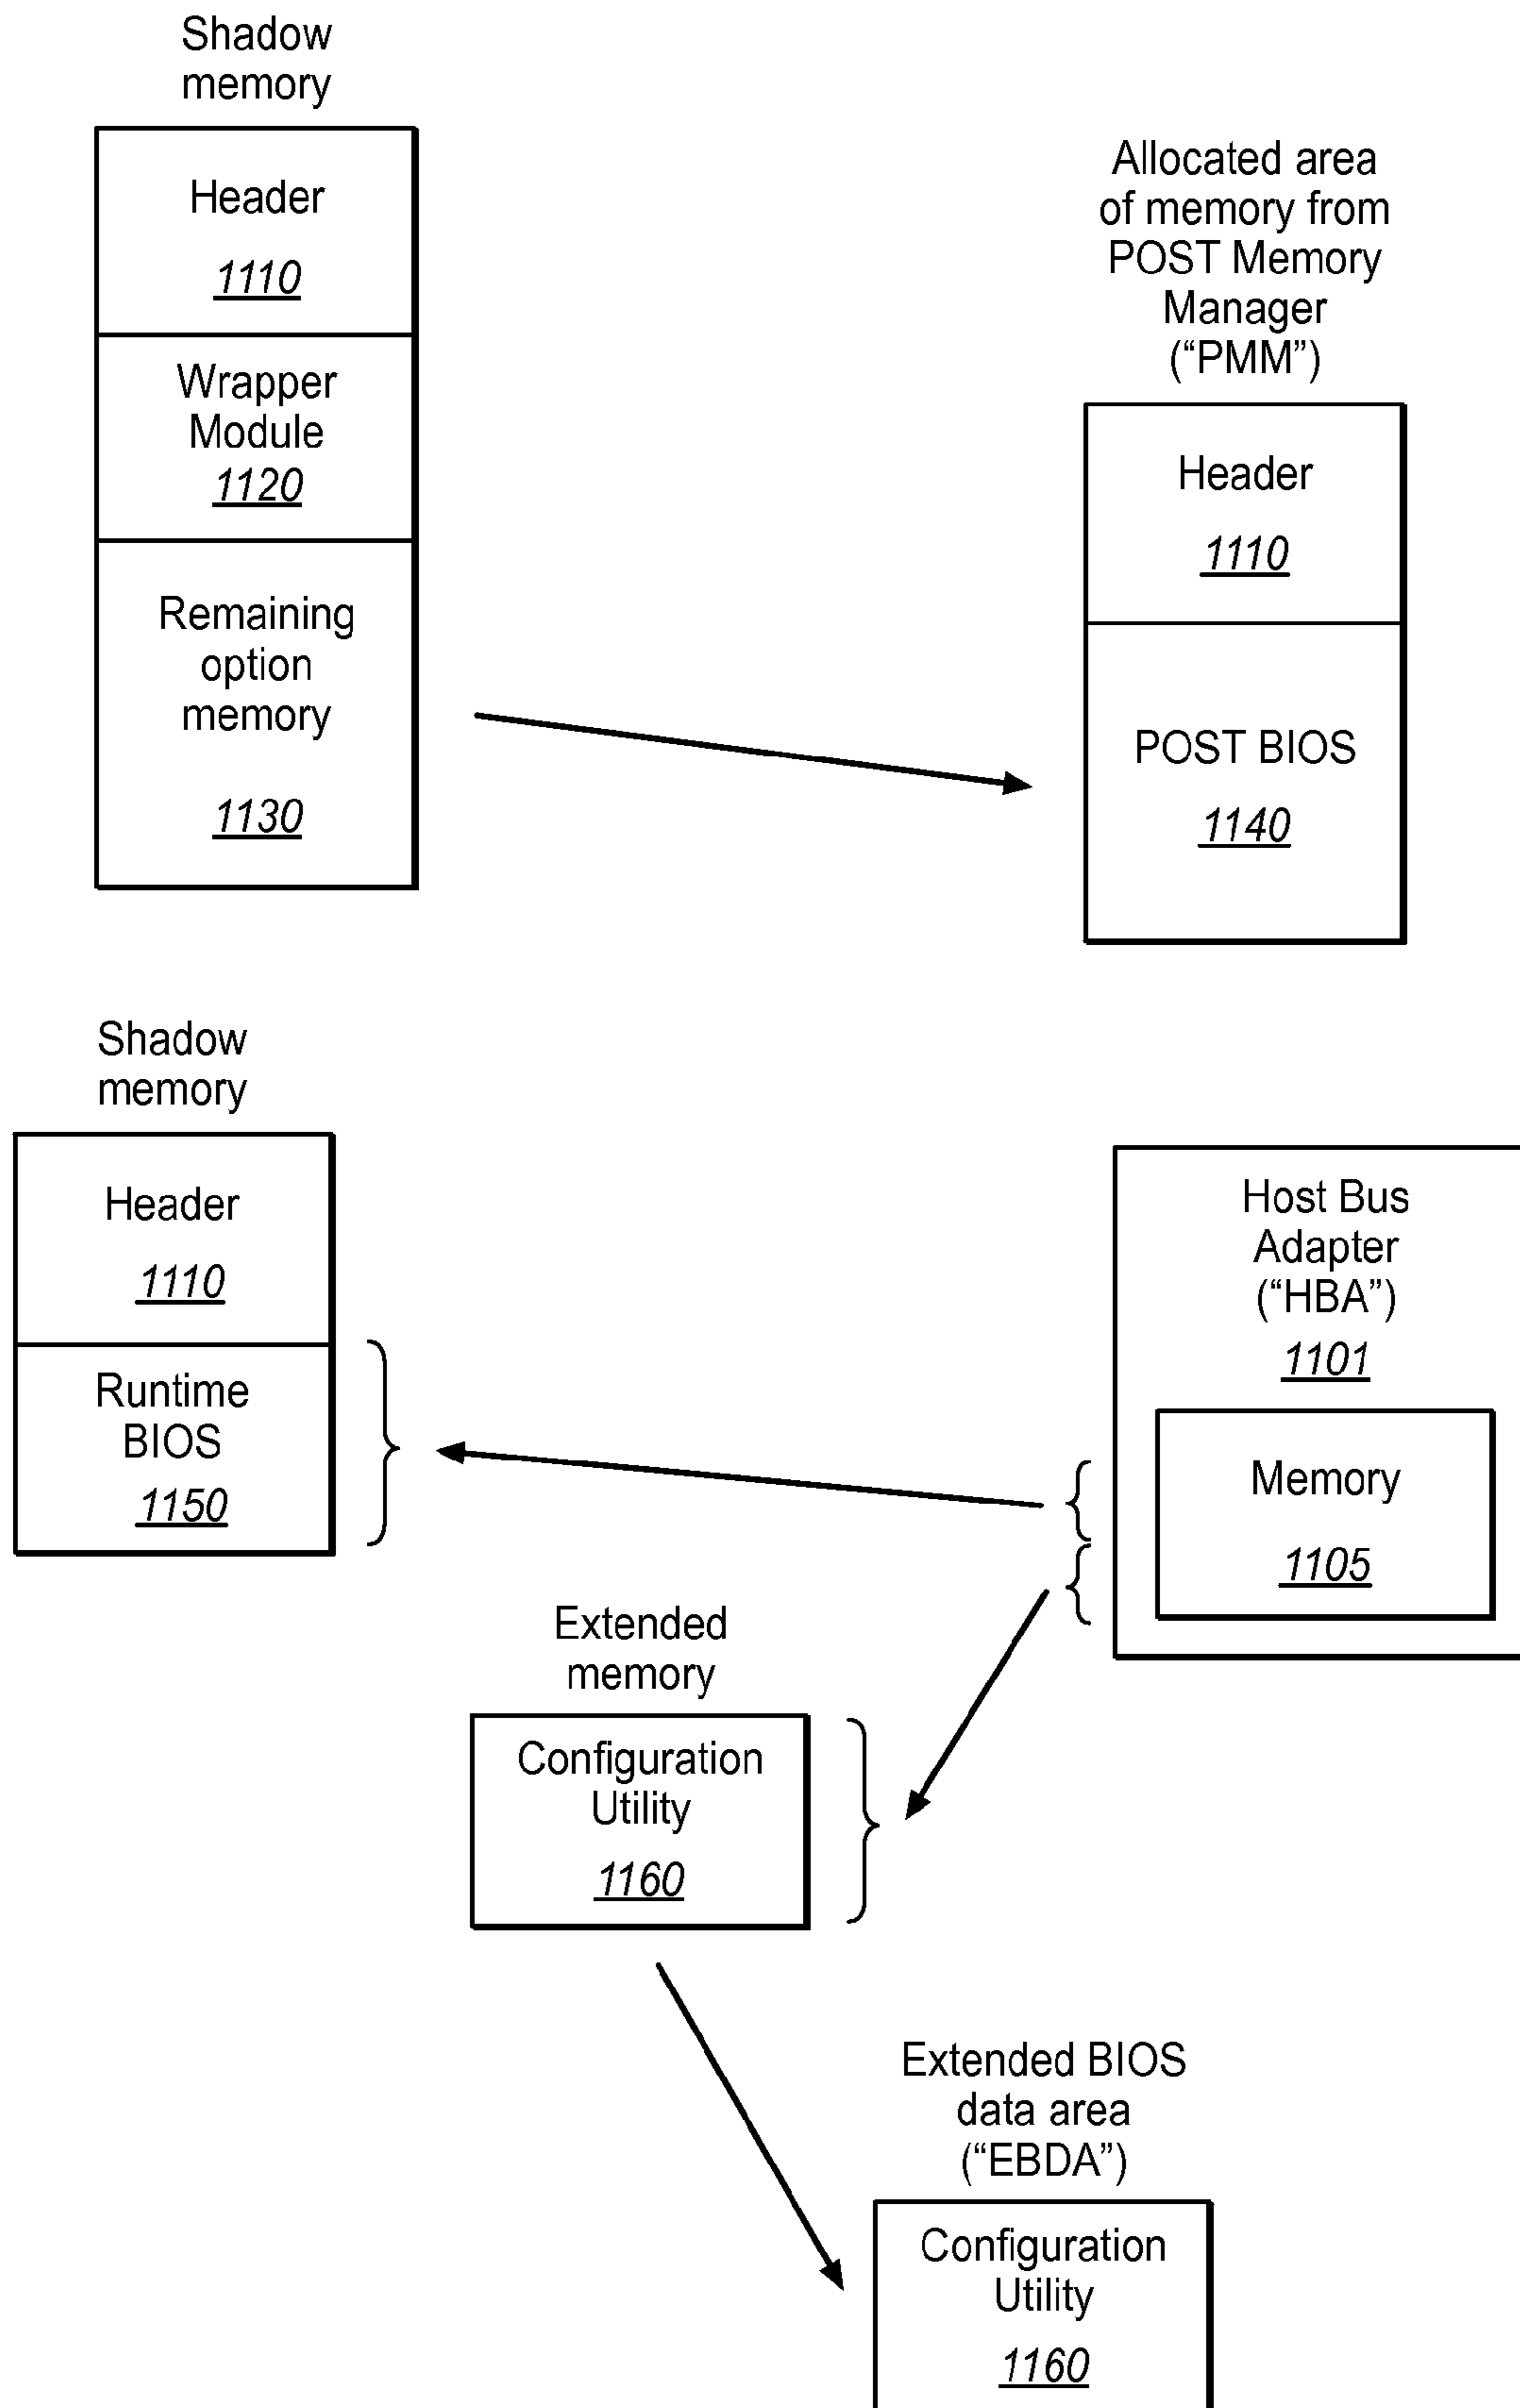 Shadow
memory
Header
1110
Wrapper
Module
1120
Remaining
option
memory
1130
Allocated area
of memory from
POST Memory
Manager
(“PMM”)
Header
1110
POST BIOS
1140
Shadow
memory
Header
1110
Runtime
BIOS
1150
Host Bus
Adapter
(“HBA”)
1101
Memory
1105
Extended
memory
Configuration
Utility
1160
Extended BIOS
data area
(“EBDA”)
Configuration
Utility
1160